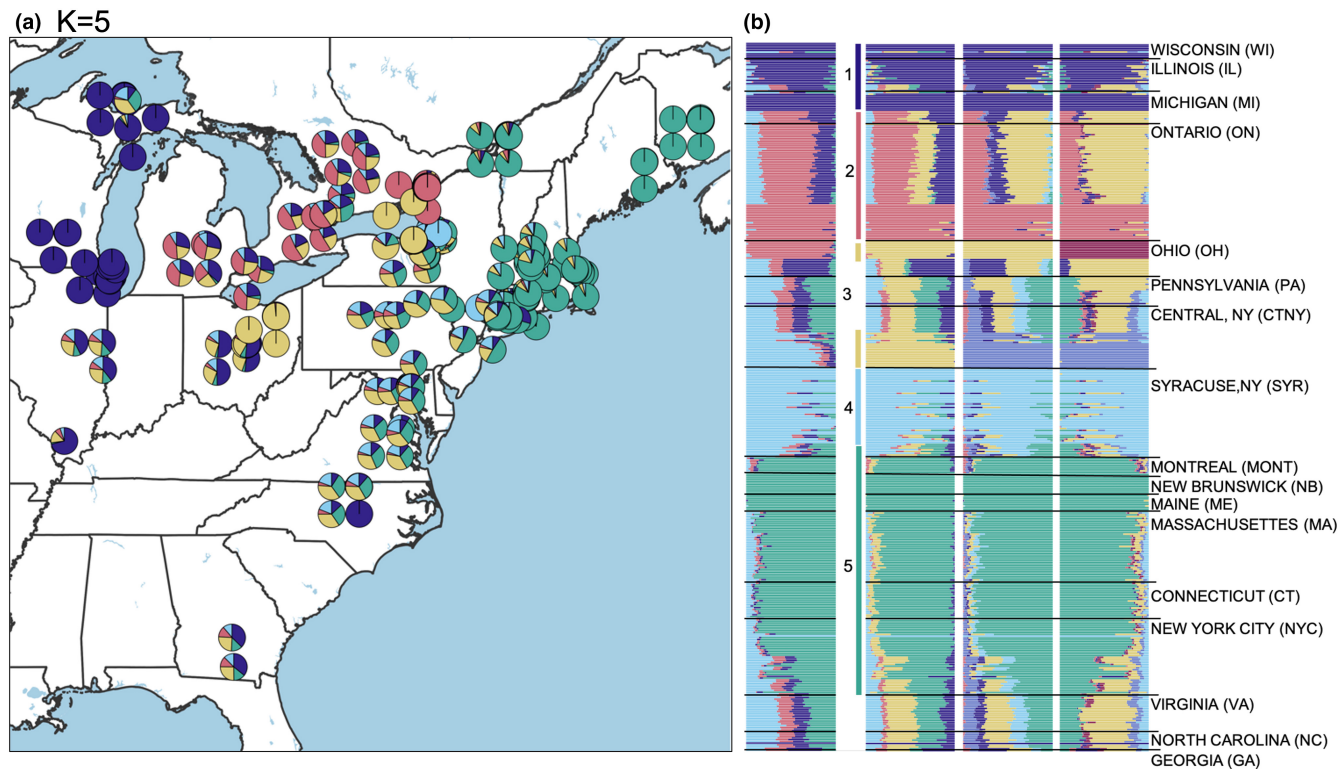 (a) K=5
(b)
WISCONSIN (WI)
ILLINOIS (IL)
1
MICHIGAN (MI)
ONTARIO (ON)
2
OHIO (OH)
PENNSYLVANIA (PA)
3
CENTRAL, NY (CTNY)
SYRACUSE,NY (SYR)
4
MONTREAL (MONT)
NEW BRUNSWICK (NB)
MAINE (ME)
MASSACHUSETTES (MA)
5
CONNECTICUT (CT)
NEW YORK CITY (NYC)
VIRGINIA (VA)
NORTH CAROLINA (NC)
GEORGIA (GA)